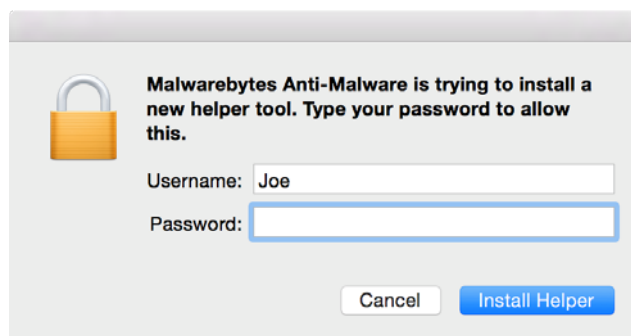 Malwarebytes Anti-Malware is trying to install a
new helper tool. Type your password to allow
this.
Username: Joe
Password:
Cancel Install Helper